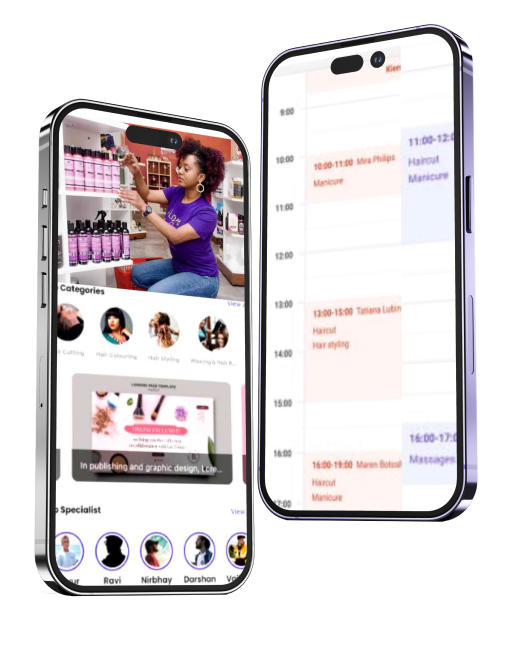 Categories
View
Cutting
Hair Colouring
Hair Styling
Waxing & Hair R...
LANDING PAGE TEMPLATE
In publishing and graphic design, Lore...
Specialist
View
ur
Ravi
Nirbhay
Darshan
Kien
9:00
10:00
10:00-11:00 Mira Philips
Manicure
11:00-12:0
Haircut
Manicure
11:00
12:00
13:00
13:00-15:00 Tatiana Lubin
Haircut
Hair styling
14:00
15:00
16:00
16:00-19:00 Maren
Haircut
Manicure
16:00-17:0
Massages
17:00